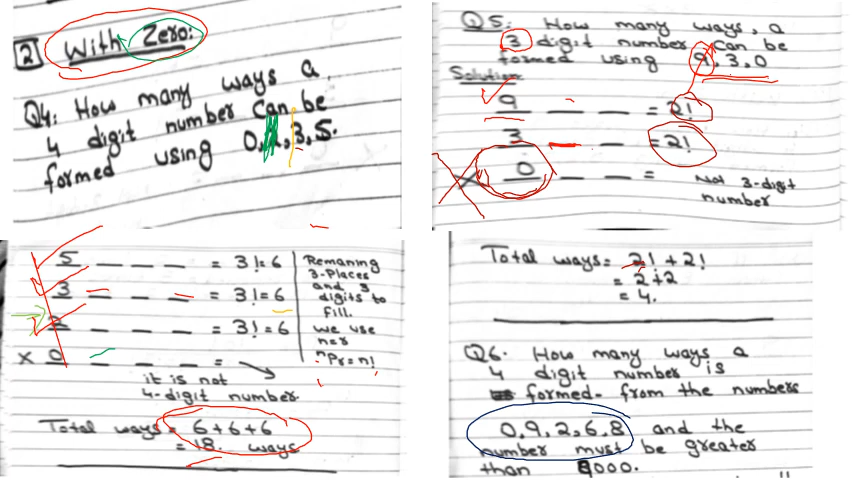 2 With Zero:
Q4: How many ways a
4 digit number can be
formed using 0, , 3, 5.
5 _ _ _ = 3! = 6
3 _ _ _ = 3! = 6
2 _ _ _ = 3! = 6
x 0 _ _ _ =
it is not
4-digit number.
Remaning
3-Places
and 3
digits to
fill.
we use
n=r
nPr = n!
Total ways = 6+6+6
= 18. ways
Q5: How many ways, a
3 digit number can be
formed using 9, 3, 0
Solution
9 _ _ = 2!
3 _ _ = 2!
x 0 _ _ = Not 3-digit
number
Total ways = 2! + 2!
= 2+2
= 4.
Q6. How many ways a
4 digit number is
formed from the numbers
0,9,2,6,8 and the
number must be greater
than 000.